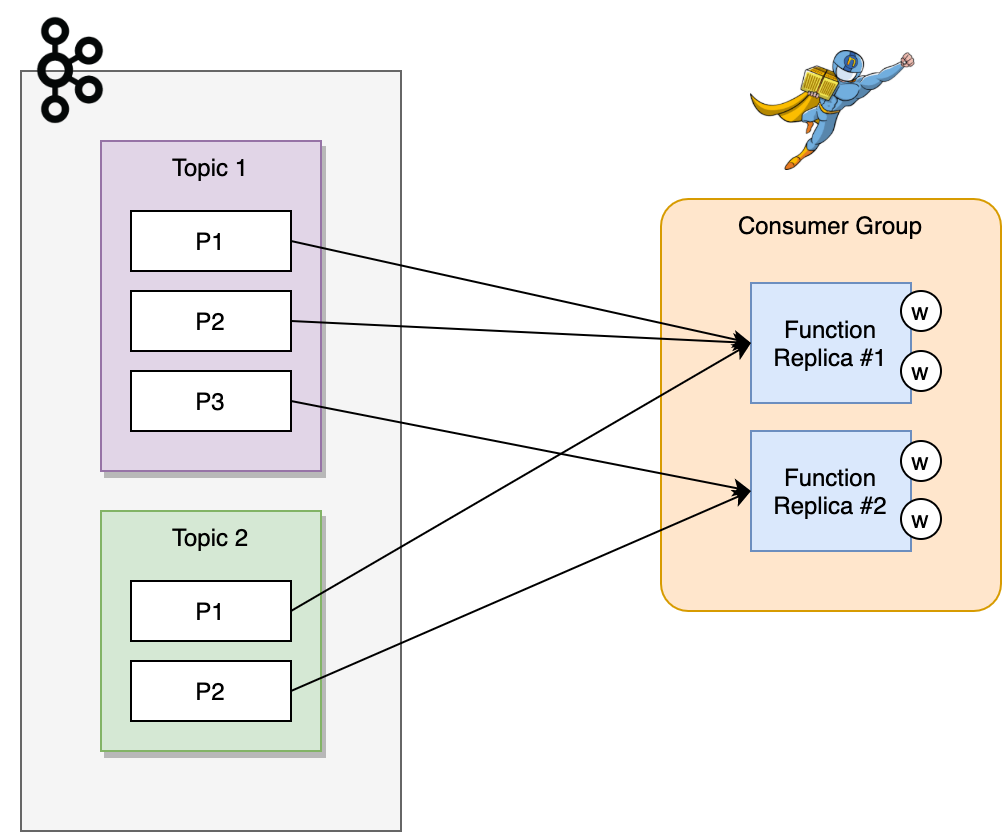 Topic 1
P1
P2
P3
Topic 2
P1
P2
Consumer Group
Function
Replica #1
w
w
Function
Replica #2
w
w